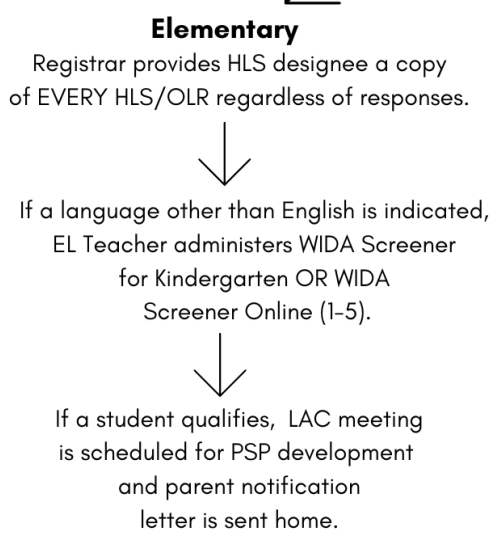 Elementary
Registrar provides HLS designee a copy
of EVERY HLS/OLR regardless of responses.
If a language other than English is indicated,
EL Teacher administers WIDA Screener
for Kindergarten OR WIDA
Screener Online (1-5).
If a student qualifies, LAC meeting
is scheduled for PSP development
and parent notification
letter is sent home.